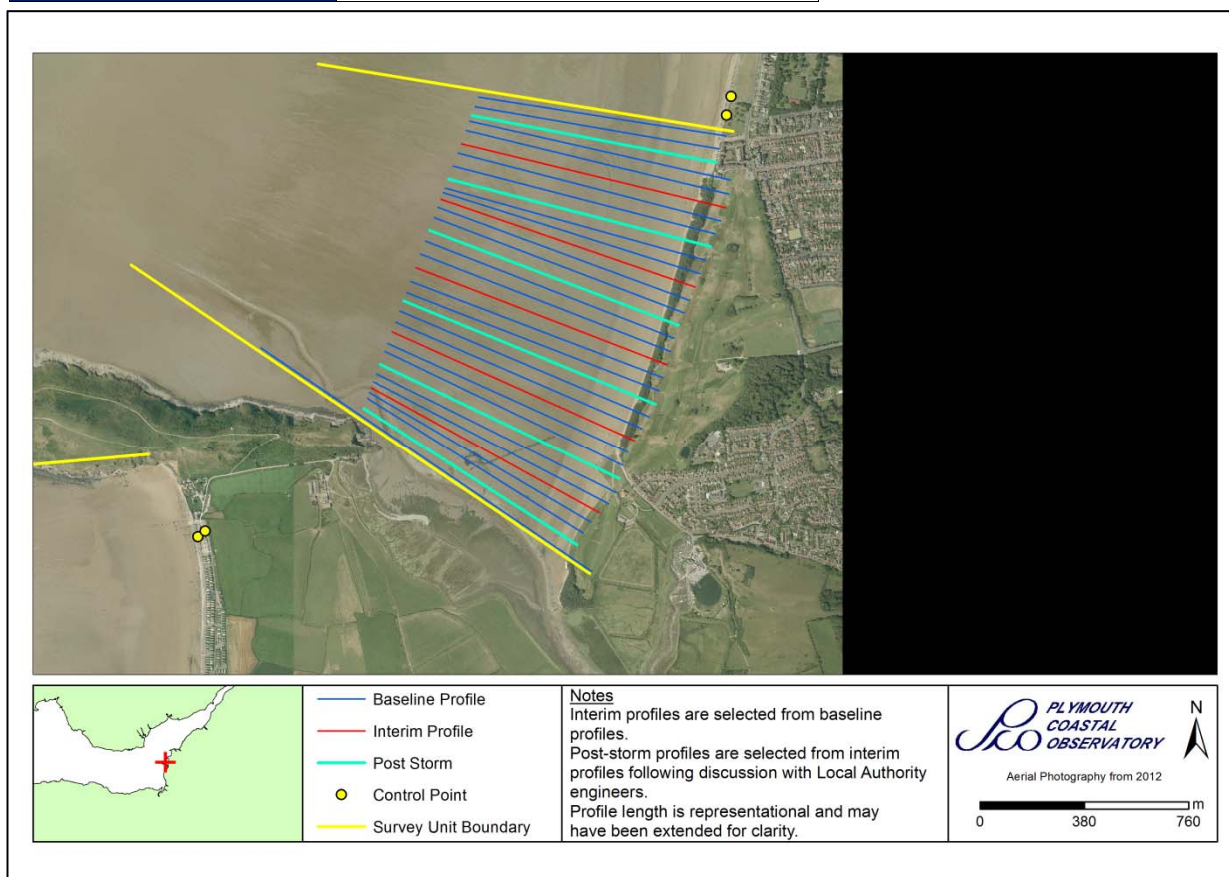 Baseline Profile
Interim Profile
Post Storm
Control Point
Survey Unit Boundary
Notes
Interim profiles are selected from baseline
profiles.
Post-storm profiles are selected from interim
profiles following discussion with Local Authority
engineers.
Profile length is representational and may
have been extended for clarity.
PLYMOUTH
COASTAL
OBSERVATORY
N
Aerial Photography from 2012
m
0 380 760